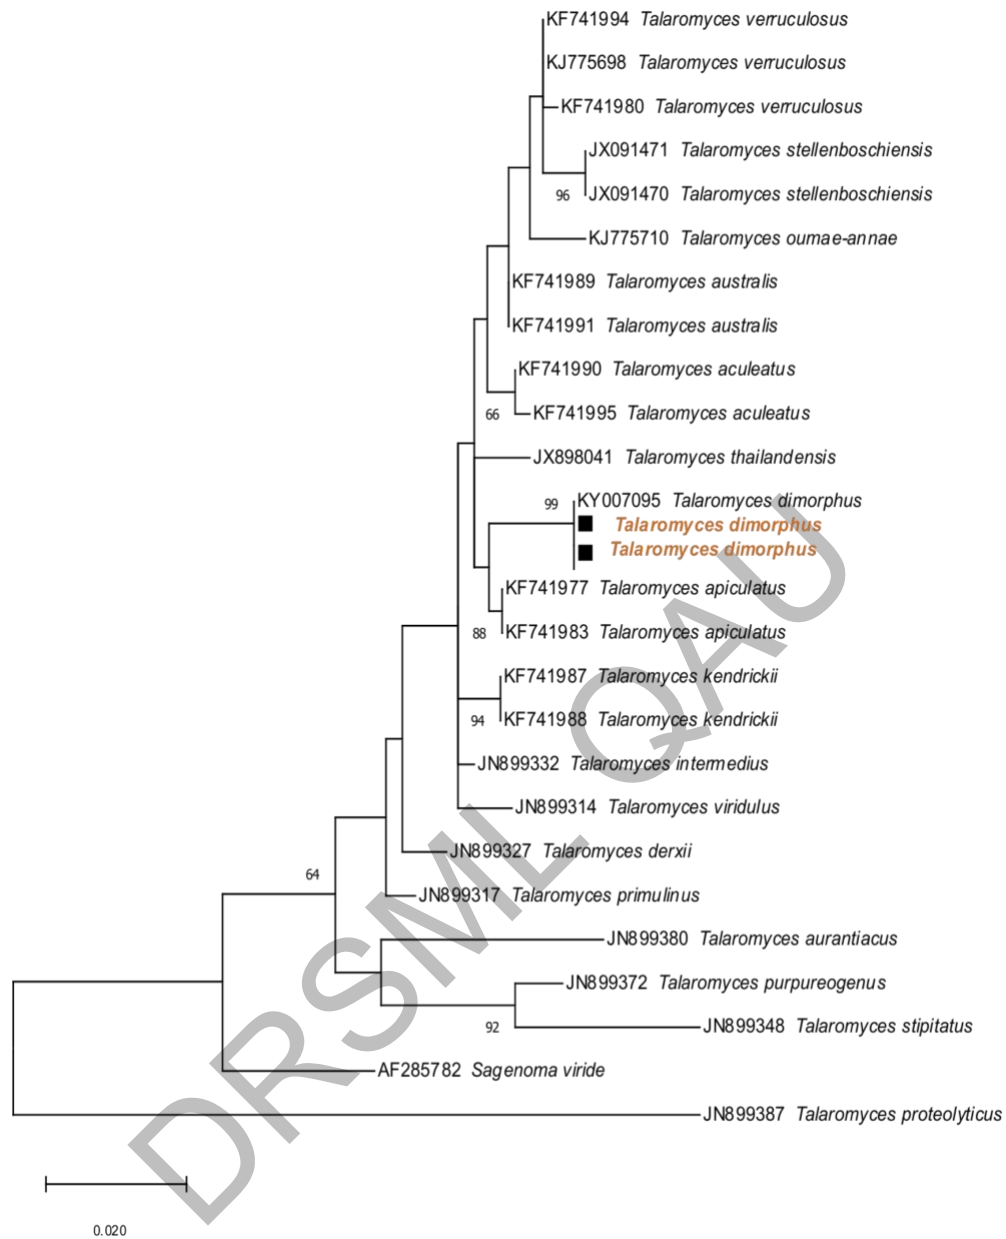 KF741994 Talaromyces verruculosus
KJ775698 Talaromyces verruculosus
KF741980 Talaromyces verruculosus
JX091471 Talaromyces stellenboschiensis
96 JX091470 Talaromyces stellenboschiensis
KJ775710 Talaromyces oumae-annae
KF741989 Talaromyces australis
KF741991 Talaromyces australis
KF741990 Talaromyces aculeatus
66 KF741995 Talaromyces aculeatus
JX898041 Talaromyces thailandensis
99 KY007095 Talaromyces dimorphus
Talaromyces dimorphus
Talaromyces dimorphus
KF741977 Talaromyces apiculatus
88 KF741983 Talaromyces apiculatus
KF741987 Talaromyces kendrickii
94 KF741988 Talaromyces kendrickii
JN899332 Talaromyces intermedius
JN899314 Talaromyces viridulus
JN899327 Talaromyces derxii
64
JN899317 Talaromyces primulinus
JN899380 Talaromyces aurantiacus
JN899372 Talaromyces purpureogenus
92 JN899348 Talaromyces stipitatus
AF285782 Sagenoma viride
JN899387 Talaromyces proteolyticus
0.020
DRSML QAU